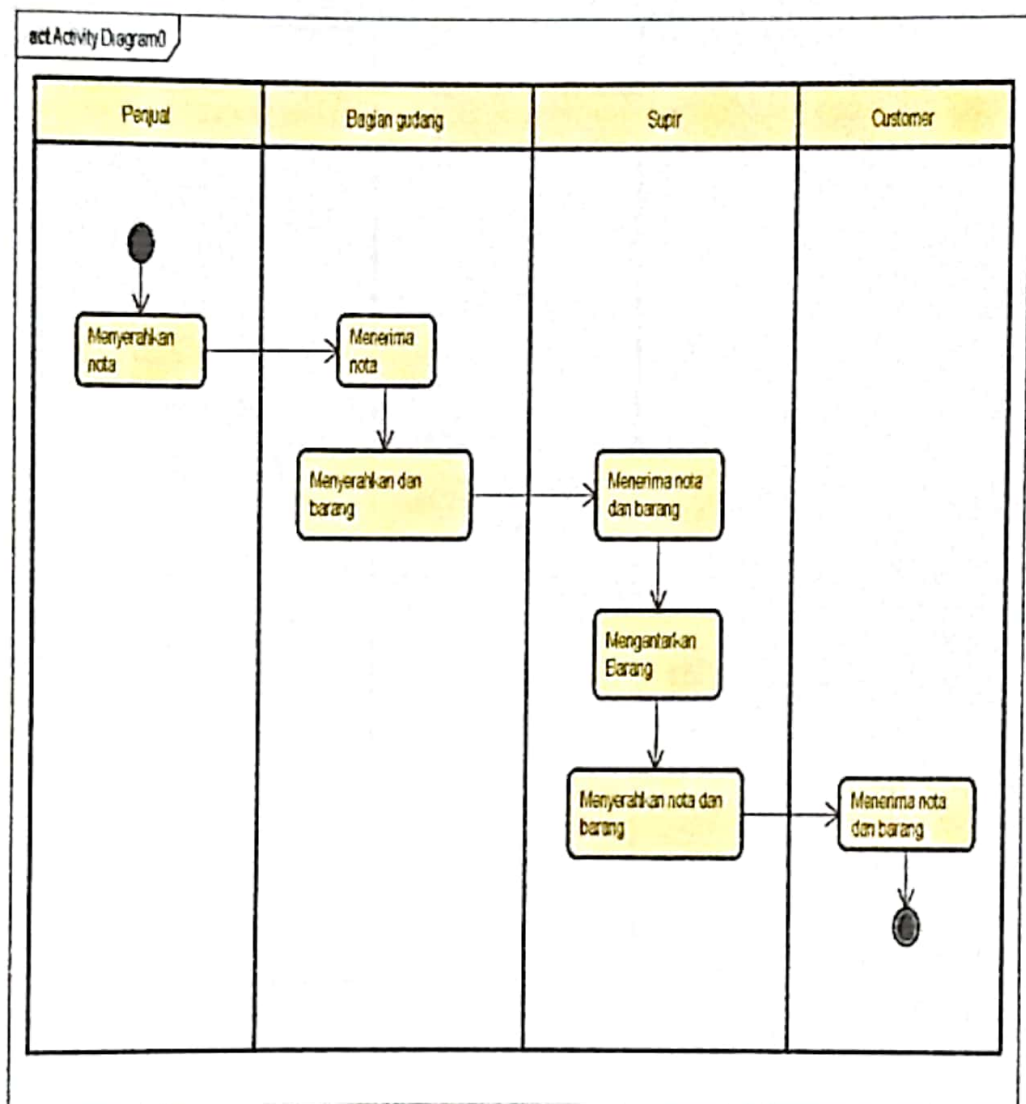 act Activity Diagram0
Penjual
Bagian gudang
Supir
Customer
Menyerahkan
nota
Menerima
nota
Menyerahkan dan
barang
Menerima nota
dan barang
Mengantarkan
Barang
Menyerahkan nota dan
barang
Menerima nota
dan barang